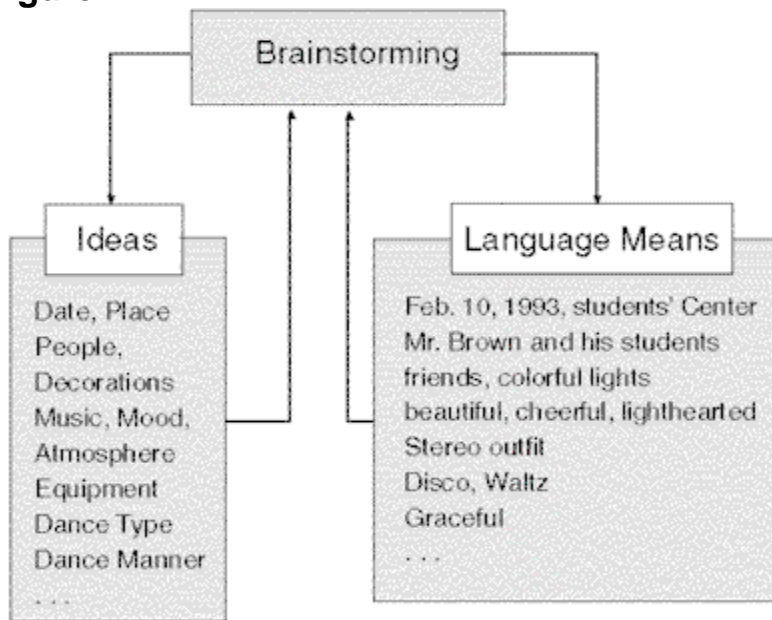 Brainstorming
Ideas
Date, Place
People,
Decorations
Music, Mood,
Atmosphere
Equipment
Dance Type
Dance Manner
. . .
Language Means
Feb. 10, 1993, students' Center
Mr. Brown and his students
friends, colorful lights
beautiful, cheerful, lighthearted
Stereo outfit
Disco, Waltz
Graceful
. . .